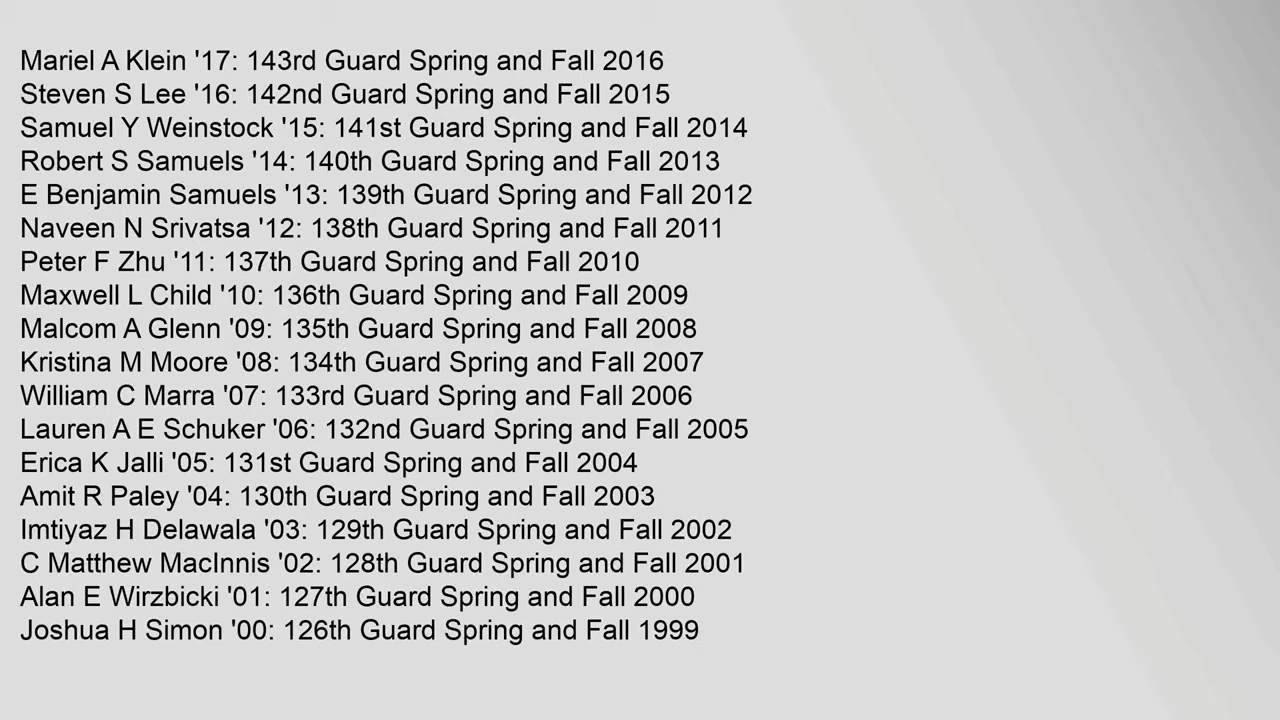 Mariel A Klein '17: 143rd Guard Spring and Fall 2016
Steven S Lee '16: 142nd Guard Spring and Fall 2015
Samuel Y Weinstock '15: 141st Guard Spring and Fall 2014
Robert S Samuels '14: 140th Guard Spring and Fall 2013
E Benjamin Samuels '13: 139th Guard Spring and Fall 2012
Naveen N Srivatsa '12: 138th Guard Spring and Fall 2011
Peter F Zhu '11: 137th Guard Spring and Fall 2010
Maxwell L Child '10: 136th Guard Spring and Fall 2009
Malcom A Glenn '09: 135th Guard Spring and Fall 2008
Kristina M Moore '08: 134th Guard Spring and Fall 2007
William C Marra '07: 133rd Guard Spring and Fall 2006
Lauren A E Schuker '06: 132nd Guard Spring and Fall 2005
Erica K Jalli '05: 131st Guard Spring and Fall 2004
Amit R Paley '04: 130th Guard Spring and Fall 2003
Imtiyaz H Delawala '03: 129th Guard Spring and Fall 2002
C Matthew MacInnis '02: 128th Guard Spring and Fall 2001
Alan E Wirzbicki '01: 127th Guard Spring and Fall 2000
Joshua H Simon '00: 126th Guard Spring and Fall 1999